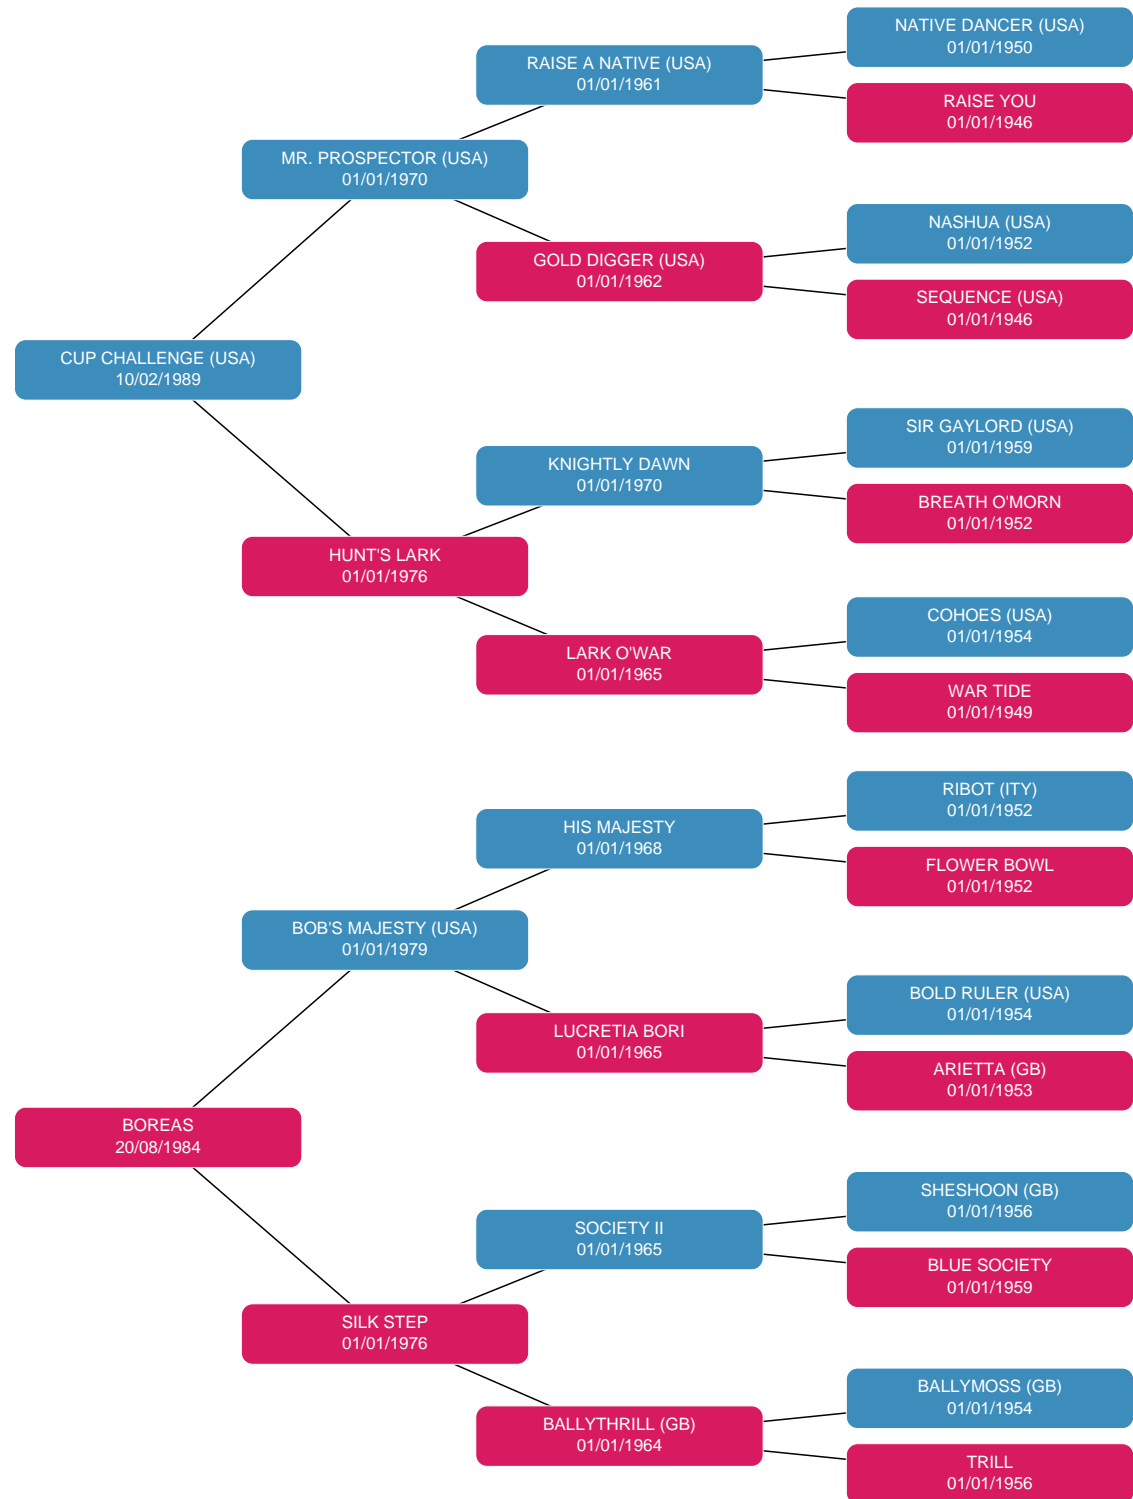 NATIVE DANCER (USA)
01/01/1950
RAISE A NATIVE (USA)
01/01/1961
RAISE YOU
01/01/1946
MR. PROSPECTOR (USA)
01/01/1970
NASHUA (USA)
01/01/1952
GOLD DIGGER (USA)
01/01/1962
SEQUENCE (USA)
01/01/1946
CUP CHALLENGE (USA)
10/02/1989
SIR GAYLORD (USA)
01/01/1959
KNIGHTLY DAWN
01/01/1970
BREATH O'MORN
01/01/1952
HUNT'S LARK
01/01/1976
COHOES (USA)
01/01/1954
LARK O'WAR
01/01/1965
WAR TIDE
01/01/1949
RIBOT (ITY)
01/01/1952
HIS MAJESTY
01/01/1968
FLOWER BOWL
01/01/1952
BOB'S MAJESTY (USA)
01/01/1979
BOLD RULER (USA)
01/01/1954
LUCRETIA BORI
01/01/1965
ARIETTA (GB)
01/01/1953
BOREAS
20/08/1984
SHESHOON (GB)
01/01/1956
SOCIETY II
01/01/1965
BLUE SOCIETY
01/01/1959
SILK STEP
01/01/1976
BALLYMOSS (GB)
01/01/1954
BALLYTHRILL (GB)
01/01/1964
TRILL
01/01/1956